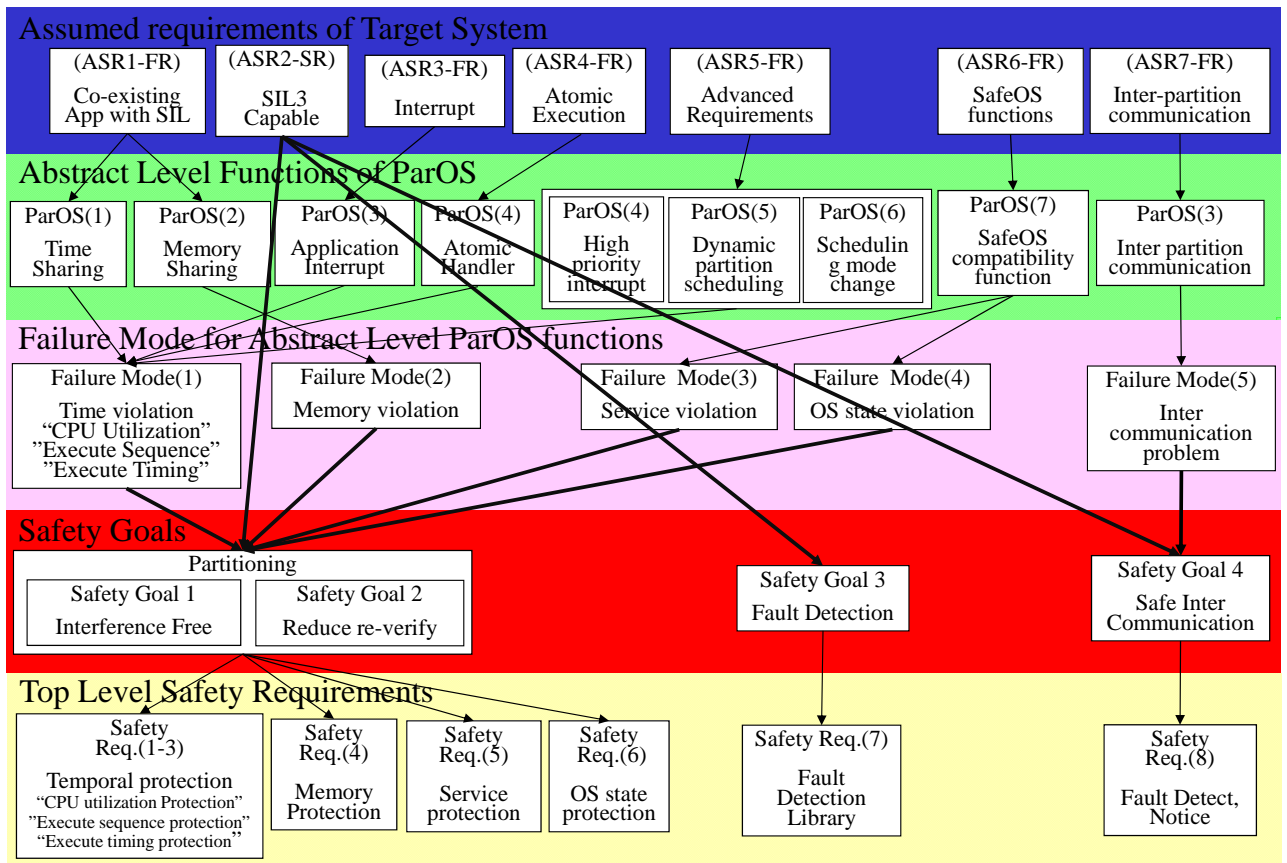 Assumed requirements of Target System
(ASR1-FR)
Co-existing
App with SIL
(ASR2-SR)
SIL3
Capable
(ASR3-FR)
Interrupt
(ASR4-FR)
Atomic
Execution
(ASR5-FR)
Advanced
Requirements
(ASR6-FR)
SafeOS
functions
(ASR7-FR)
Inter-partition
communication
Abstract Level Functions of ParOS
ParOS(1)
Time
Sharing
ParOS(2)
Memory
Sharing
ParOS(3)
Application
Interrupt
ParOS(4)
Atomic
Handler
ParOS(4)
High
priority
interrupt
ParOS(5)
Dynamic
partition
scheduling
ParOS(6)
Schedulin
g mode
change
ParOS(7)
SafeOS
compatibility
function
ParOS(3)
Inter partition
communication
Failure Mode for Abstract Level ParOS functions
Failure Mode(1)
Time violation
“CPU Utilization”
”Execute Sequence”
”Execute Timing”
Failure Mode(2)
Memory violation
Failure Mode(3)
Service violation
Failure Mode(4)
OS state violation
Failure Mode(5)
Inter
communication
problem
Safety Goals
Partitioning
Safety Goal 1
Interference Free
Safety Goal 2
Reduce re-verify
Safety Goal 3
Fault Detection
Safety Goal 4
Safe Inter
Communication
Top Level Safety Requirements
Safety
Req.(1-3)
Temporal protection
“CPU utilization Protection”
”Execute sequence protection”
“Execute timing protection”
Safety
Req.(4)
Memory
Protection
Safety
Req.(5)
Service
protection
Safety
Req.(6)
OS state
protection
Safety Req.(7)
Fault
Detection
Library
Safety
Req.(8)
Fault Detect,
Notice